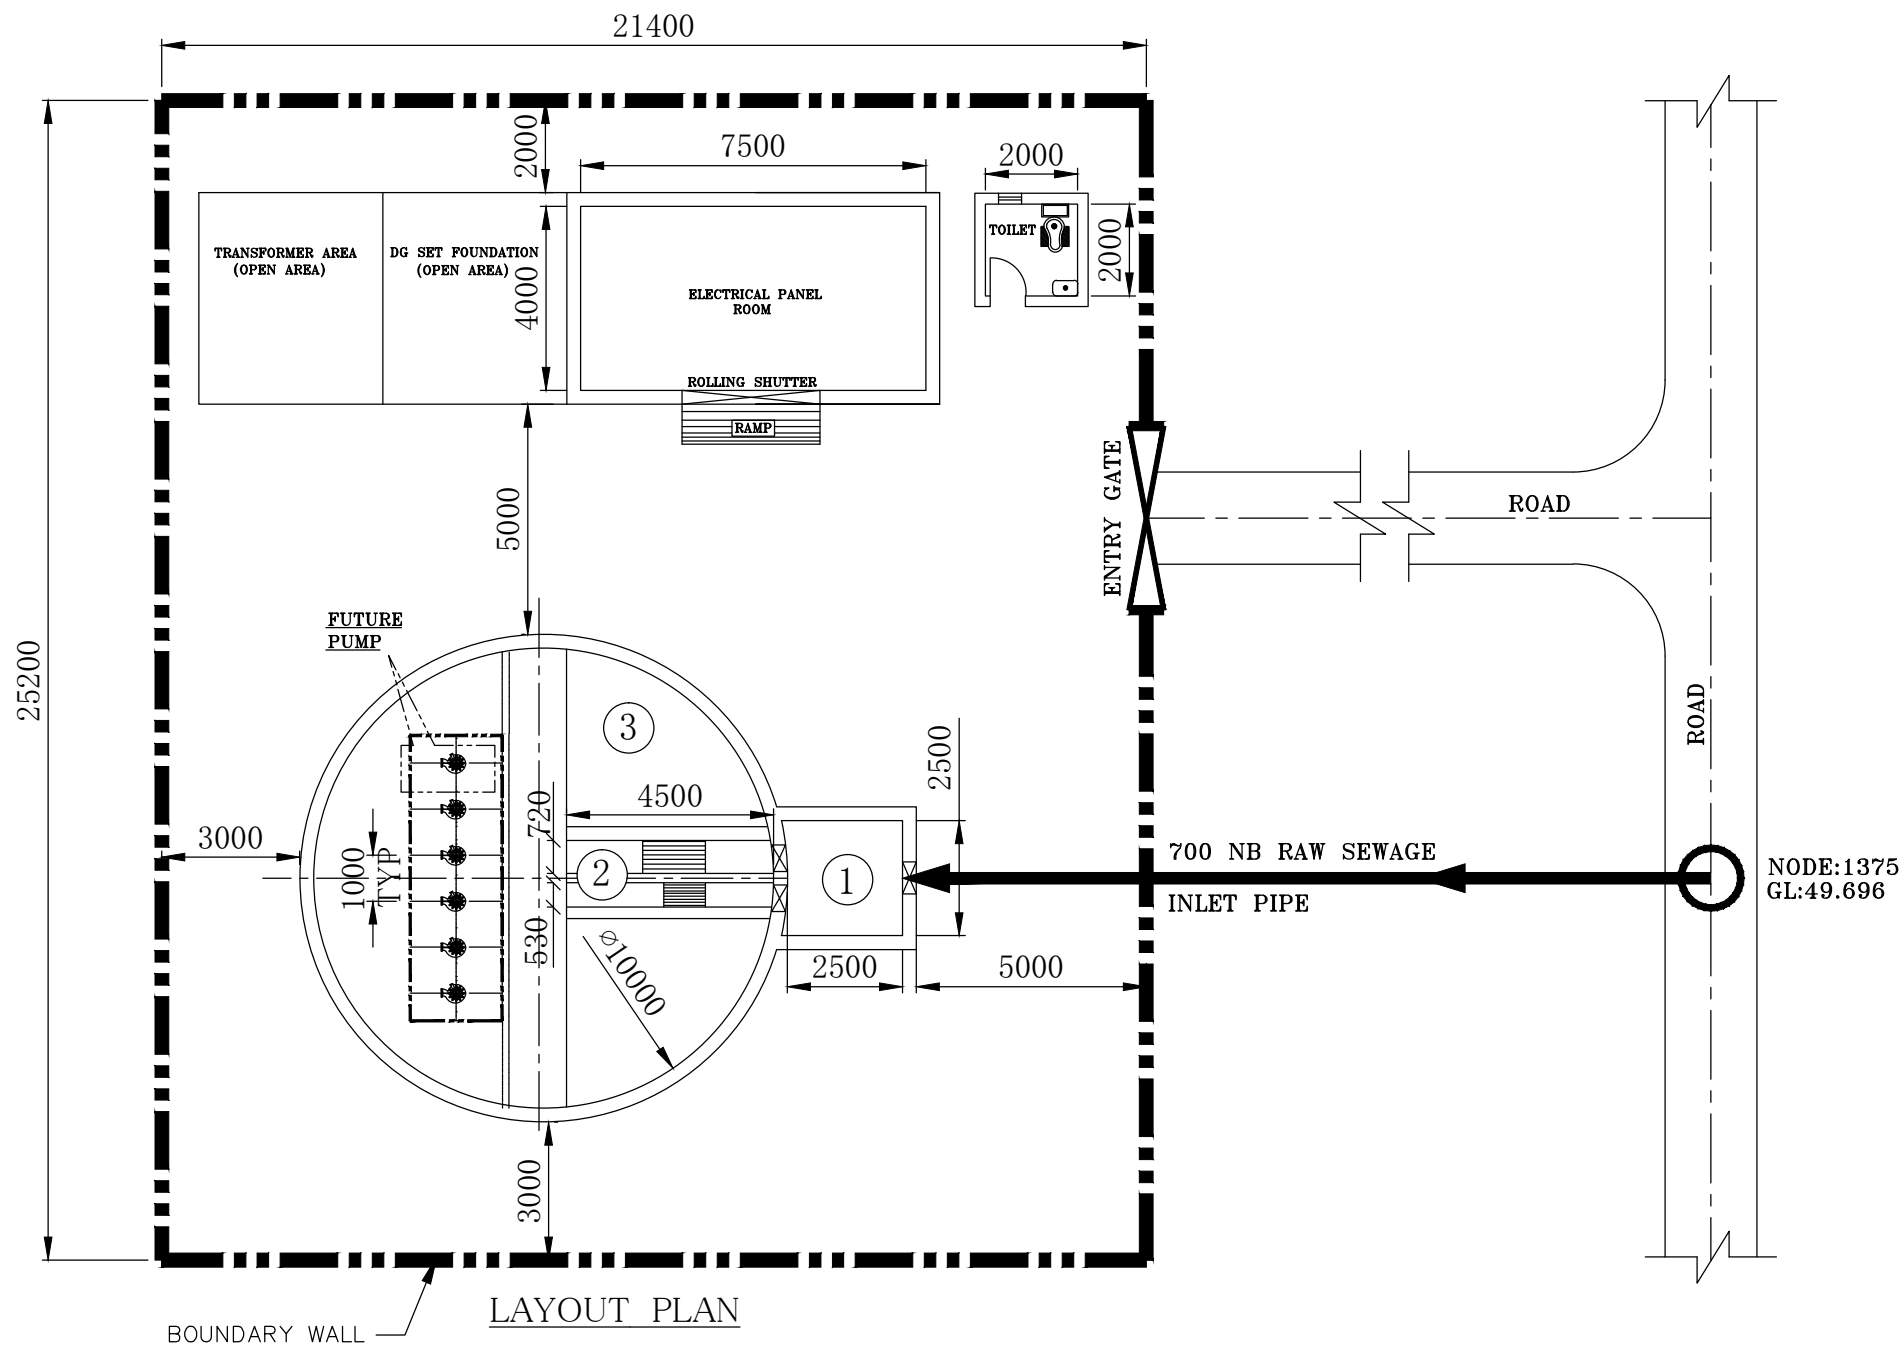 21400
2000
7500
2000
TRANSFORMER AREA
(OPEN AREA)
DG SET FOUNDATION
(OPEN AREA)
4000
ELECTRICAL PANEL
ROOM
TOILET
2000
ROLLING SHUTTER
RAMP
ENTRY GATE
ROAD
5000
25200
FUTURE
PUMP
3
ROAD
2500
4500
720
3000
1000
TYP
2
1
700 NB RAW SEWAGE
INLET PIPE
NODE:1375
GL:49.696
530
⌀10000
2500
5000
3000
LAYOUT PLAN
BOUNDARY WALL